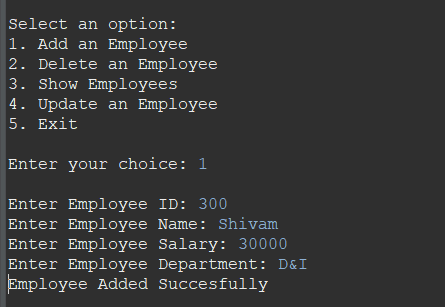 Select an option:
1. Add an Employee
2. Delete an Employee
3. Show Employees
4. Update an Employee
5. Exit
Enter your choice: 1
Enter Employee ID: 300
Enter Employee Name: Shivam
Enter Employee Salary: 30000
Enter Employee Department: D&I
Employee Added Succesfully